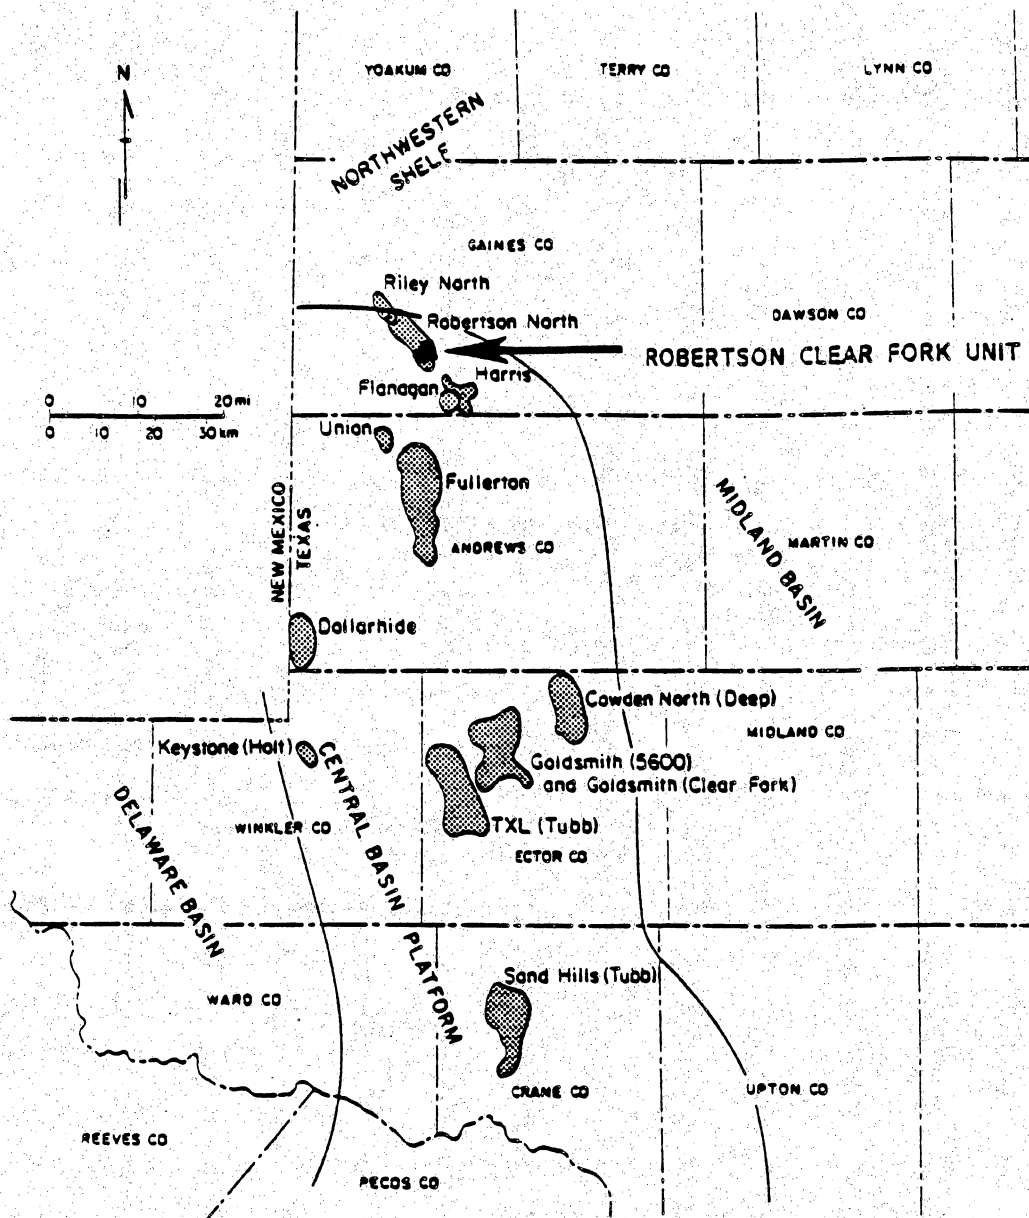 N
YOAKUM CO
TERRY CO
LYNN CO
NORTHWESTERN
SHELF
GAINES CO
Riley North
Robertson North
DAWSON CO
ROBERTSON CLEAR FORK UNIT
Harris
Flanagan
0 20 mi
0 10 20 30 km
Union
Fullerton
NEW MEXICO
TEXAS
ANDREWS CO
MIDLAND BASIN
MARTIN CO
Dollarhide
Cowden North (Deep)
MIDLAND CO
Keystone (Holt)
Goldsmith (5600)
and Goldsmith (Clear Fork)
DELAWARE BASIN
WINKLER CO
CENTRAL BASIN PLATFORM
TXL (Tubb)
ECTOR CO
Sand Hills (Tubb)
WARD CO
CRANE CO
UPTON CO
REEVES CO
PECOS CO